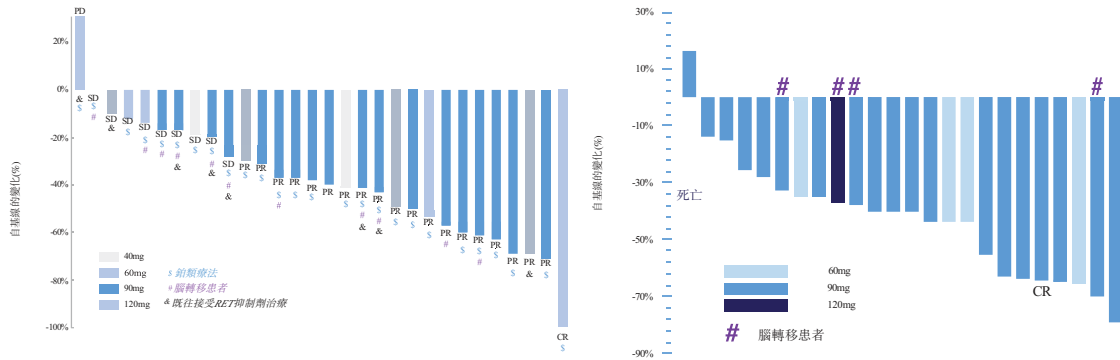 PD
20%
0%
-20%
-40%
-60%
-80%
-100%
自基線的變化(%)
&
$
SD
$
#
SD
&
SD
$
SD
$
#
SD
$
#
SD
$
#
&
SD
$
SD
$
#
&
SD
$
#
&
PR
$
PR
$
PR
$
#
PR
$
PR
$
PR
PR
$
PR
$
#
&
PR
$
#
&
PR
$
PR
PR
$
PR
#
PR
$
PR
$
#
PR
$
PR
$
PR
&
PR
$
CR
$
40mg
60mg
90mg
120mg
$ 鉑類療法
# 腦轉移患者
& 既往接受RET抑制劑治療
30%
10%
-10%
-30%
-50%
-70%
-90%
自基線的變化(%)
死亡
# # # #
CR
60mg
90mg
120mg
# 腦轉移患者